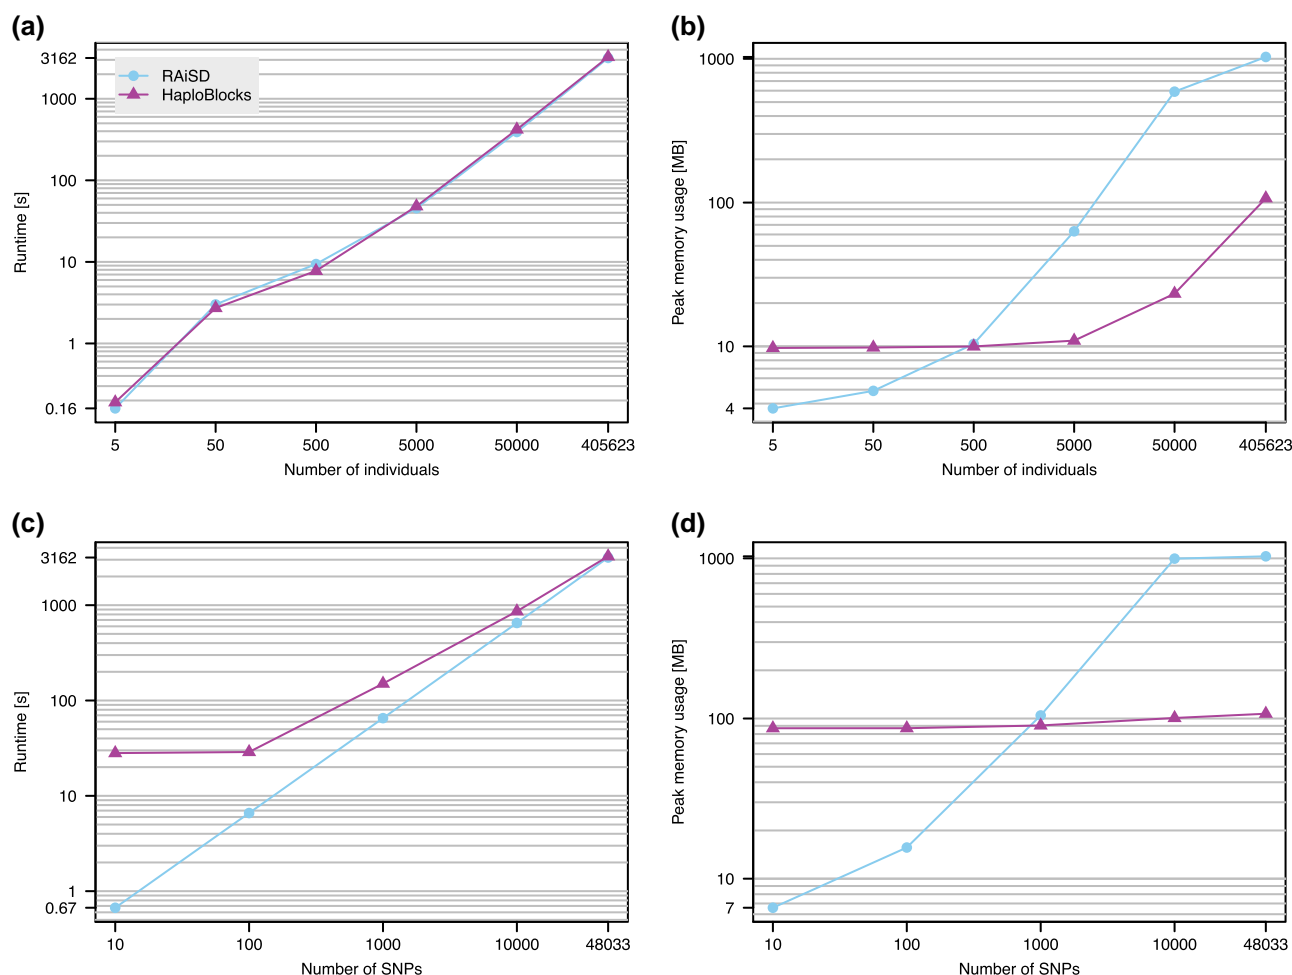 (a)
3162
1000
100
10
1
0.16
Runtime [s]
RAiSD
HaploBlocks
5 50 500 5000 50000 405623
Number of individuals
(b)
1000
100
10
4
Peak memory usage [MB]
5 50 500 5000 50000 405623
Number of individuals
(c)
3162
1000
100
10
1
0.67
Runtime [s]
10 100 1000 10000 48033
Number of SNPs
(d)
1000
100
10
7
Peak memory usage [MB]
10 100 1000 10000 48033
Number of SNPs